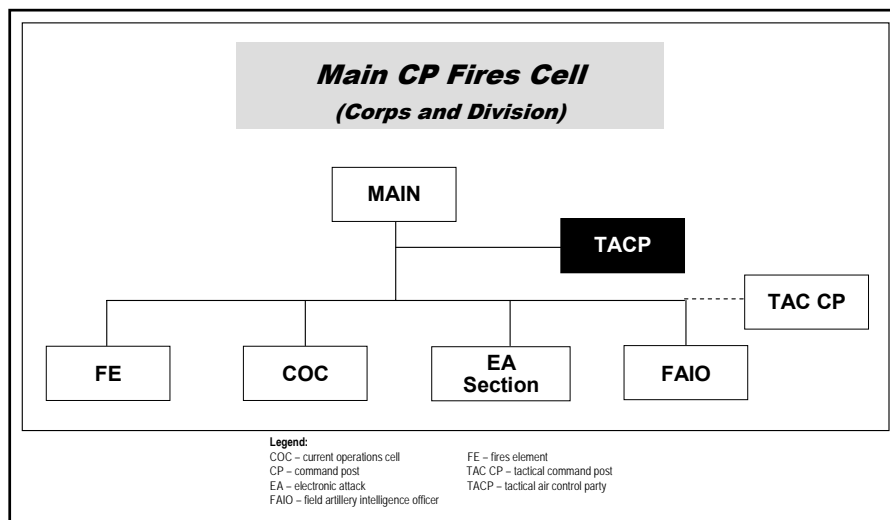 Main CP Fires Cell
(Corps and Division)
MAIN
TACP
TAC CP
FE
COC
EA
Section
FAIO
Legend:
COC – current operations cell
CP – command post
EA – electronic attack
FAIO – field artillery intelligence officer
FE – fires element
TAC CP – tactical command post
TACP – tactical air control party